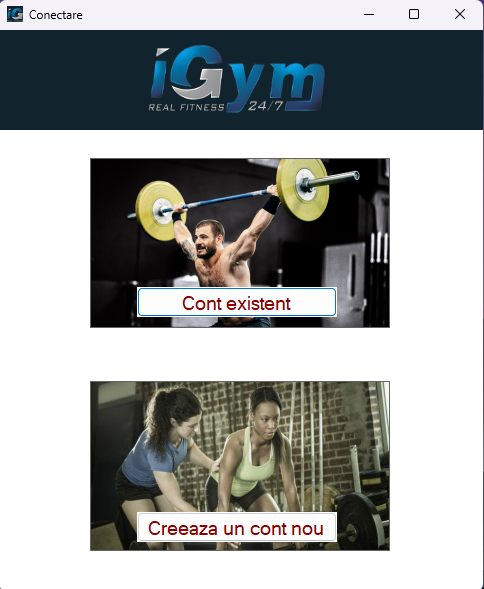 Conectare
iGym
REAL FITNESS 24/7
Cont existent
Creeaza un cont nou